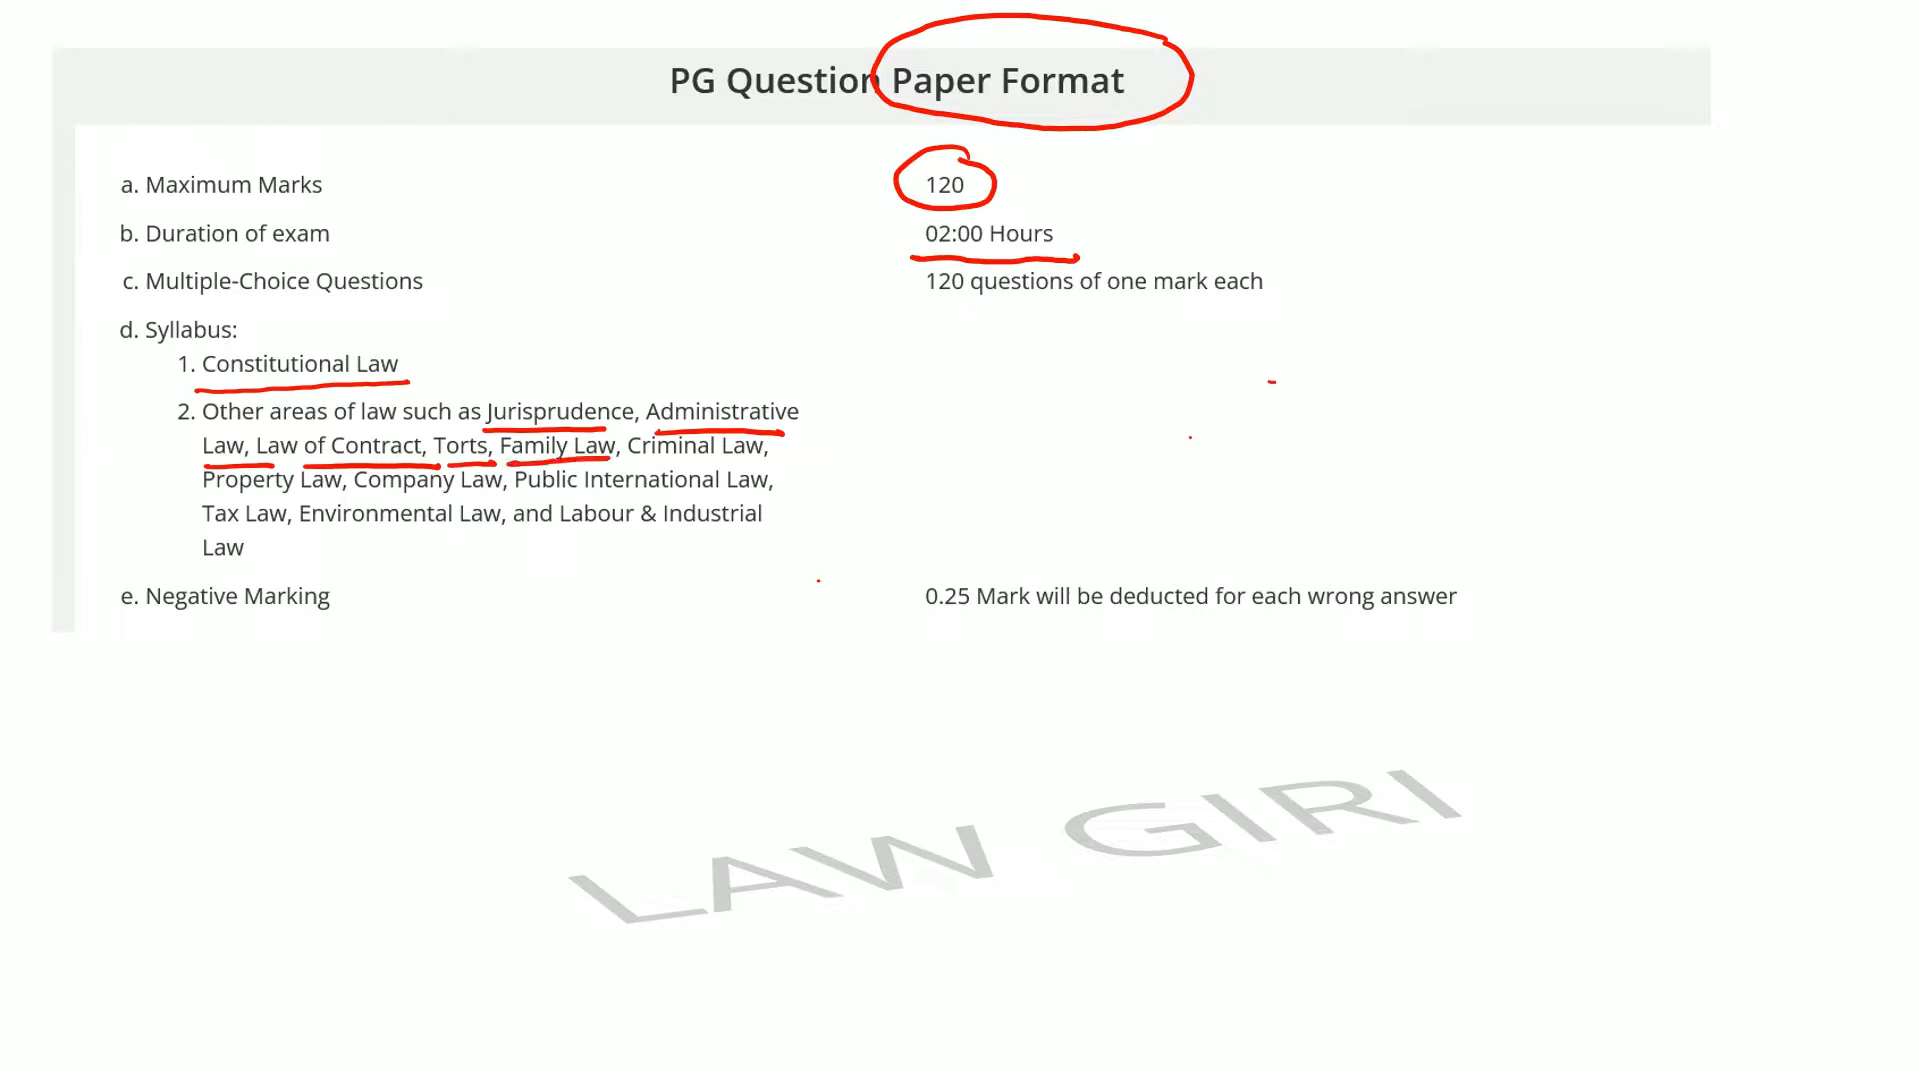 PG Question Paper Format
a. Maximum Marks 120
b. Duration of exam 02:00 Hours
c. Multiple-Choice Questions 120 questions of one mark each
d. Syllabus:
1. Constitutional Law
2. Other areas of law such as Jurisprudence, Administrative
Law, Law of Contract, Torts, Family Law, Criminal Law,
Property Law, Company Law, Public International Law,
Tax Law, Environmental Law, and Labour & Industrial
Law
e. Negative Marking 0.25 Mark will be deducted for each wrong answer
LAW GIRI